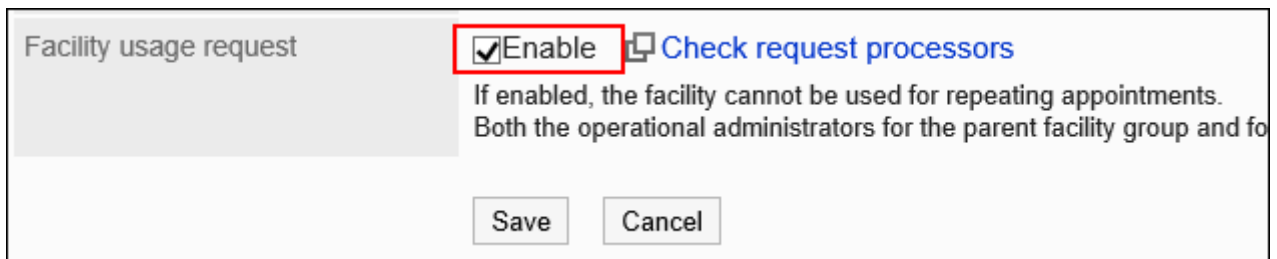 Facility usage request
Enable Check request processors
If enabled, the facility cannot be used for repeating appointments.
Both the operational administrators for the parent facility group and fo
Save Cancel